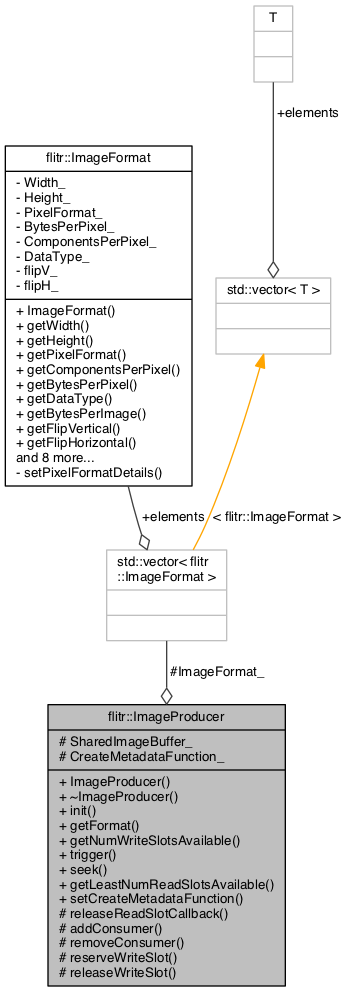 T
+elements
flitr::ImageFormat
- Width_
- Height_
- PixelFormat_
- BytesPerPixel_
- ComponentsPerPixel_
- DataType_
- flipV_
- flipH_
+ ImageFormat()
+ getWidth()
+ getHeight()
+ getPixelFormat()
+ getComponentsPerPixel()
+ getBytesPerPixel()
+ getDataType()
+ getBytesPerImage()
+ getFlipVertical()
+ getFlipHorizontal()
and 8 more...
- setPixelFormatDetails()
std::vector< T >
+elements
< flitr::ImageFormat >
std::vector< flitr
::ImageFormat >
#ImageFormat_
flitr::ImageProducer
# SharedImageBuffer_
# CreateMetadataFunction_
+ ImageProducer()
+ ~ImageProducer()
+ init()
+ getFormat()
+ getNumWriteSlotsAvailable()
+ trigger()
+ seek()
+ getLeastNumReadSlotsAvailable()
+ setCreateMetadataFunction()
# releaseReadSlotCallback()
# addConsumer()
# removeConsumer()
# reserveWriteSlot()
# releaseWriteSlot()